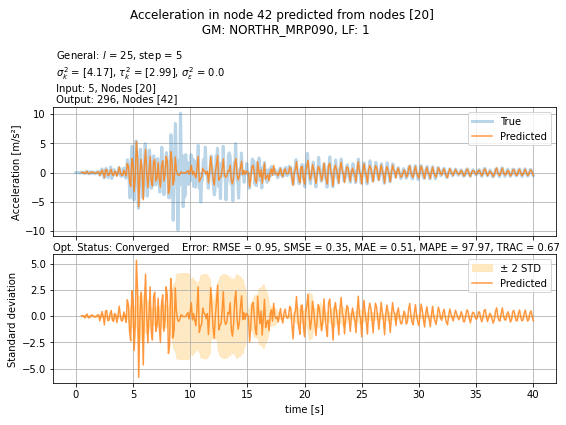 Acceleration in node 42 predicted from nodes [20]
GM: NORTHR_MRP090, LF: 1
General: l = 25, step = 5
σ²ₖ = [4.17], τ²ₖ = [2.99], σ²ε = 0.0
Input: 5, Nodes [20]
Output: 296, Nodes [42]
Acceleration [m/s²]
10
5
0
−5
−10
True
Predicted
Opt. Status: Converged Error: RMSE = 0.95, SMSE = 0.35, MAE = 0.51, MAPE = 97.97, TRAC = 0.67
Standard deviation
5.0
2.5
0.0
−2.5
−5.0
± 2 STD
Predicted
0 5 10 15 20 25 30 35 40
time [s]